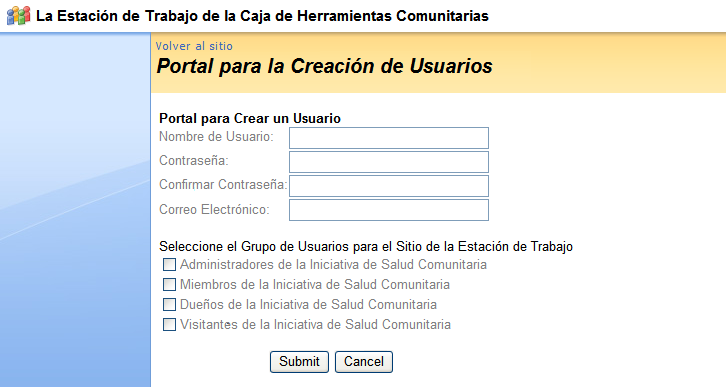 La Estación de Trabajo de la Caja de Herramientas Comunitarias
Volver al sitio
Portal para la Creación de Usuarios
Portal para Crear un Usuario
Nombre de Usuario:
Contraseña:
Confirmar Contraseña:
Correo Electrónico:
Seleccione el Grupo de Usuarios para el Sitio de la Estación de Trabajo
Administradores de la Iniciativa de Salud Comunitaria
Miembros de la Iniciativa de Salud Comunitaria
Dueños de la Iniciativa de Salud Comunitaria
Visitantes de la Iniciativa de Salud Comunitaria
Submit Cancel